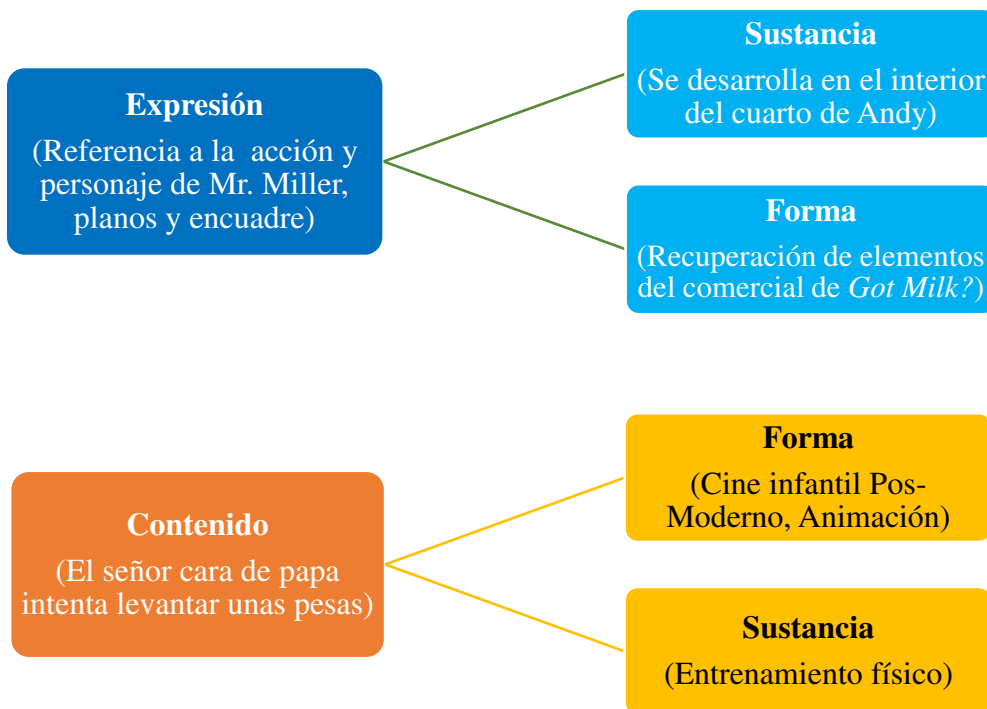 Expresión
(Referencia a la acción y
personaje de Mr. Miller,
planos y encuadre)
Sustancia
(Se desarrolla en el interior
del cuarto de Andy)
Forma
(Recuperación de elementos
del comercial de Got Milk?)
Contenido
(El señor cara de papa
intenta levantar unas pesas)
Forma
(Cine infantil Pos-
Moderno, Animación)
Sustancia
(Entrenamiento físico)